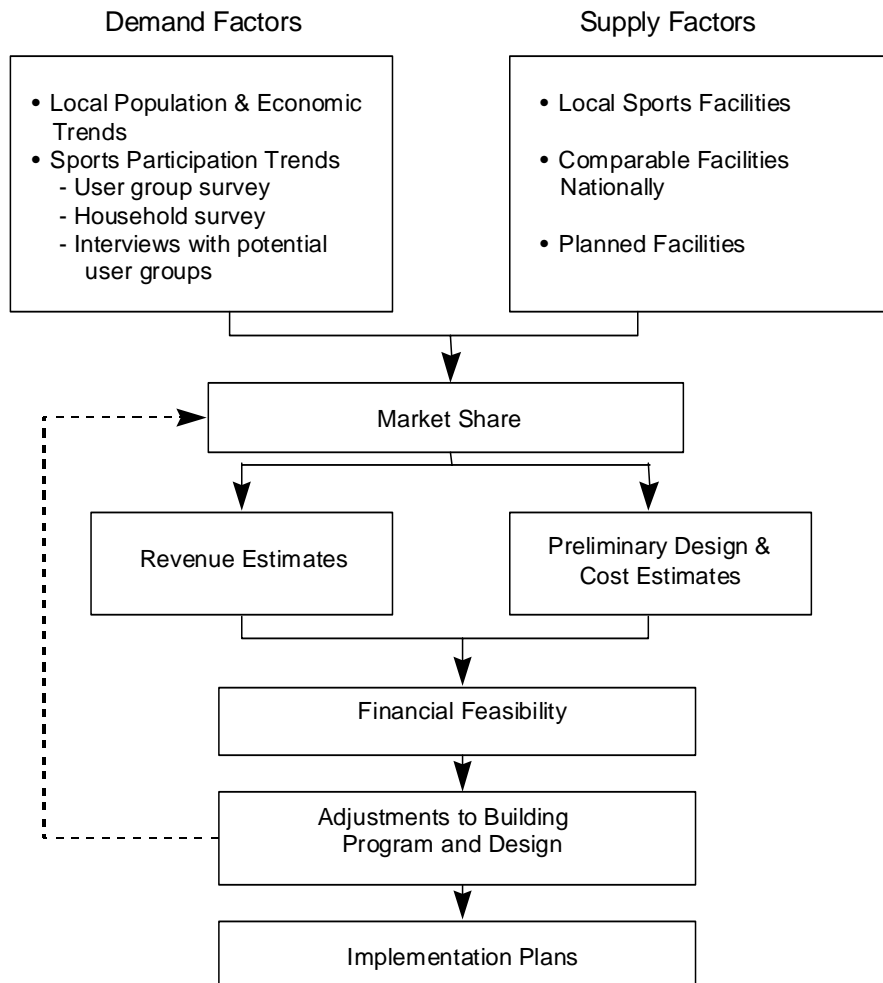 Demand Factors
Supply Factors
• Local Population & Economic
Trends
• Sports Participation Trends
- User group survey
- Household survey
- Interviews with potential
user groups
• Local Sports Facilities
• Comparable Facilities
Nationally
• Planned Facilities
Market Share
Revenue Estimates
Preliminary Design &
Cost Estimates
Financial Feasibility
Adjustments to Building
Program and Design
Implementation Plans